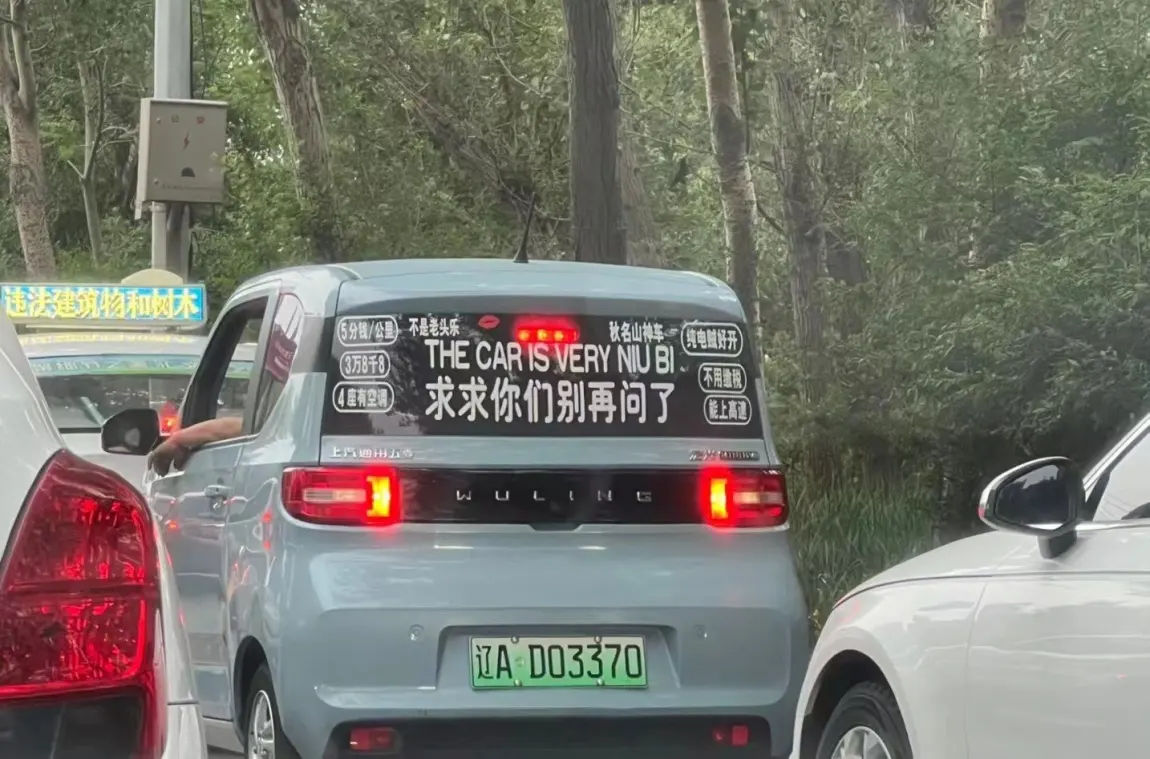 违法建筑物和树木
5分钱/公里
不是老头乐
秋名山神车
纯电贼好开
THE CAR IS VERY NIU BI
3万8千8
不用缴税
4座有空调
求求你们别再问了
能上高速
上汽通用五菱
WULING
辽A·D03370